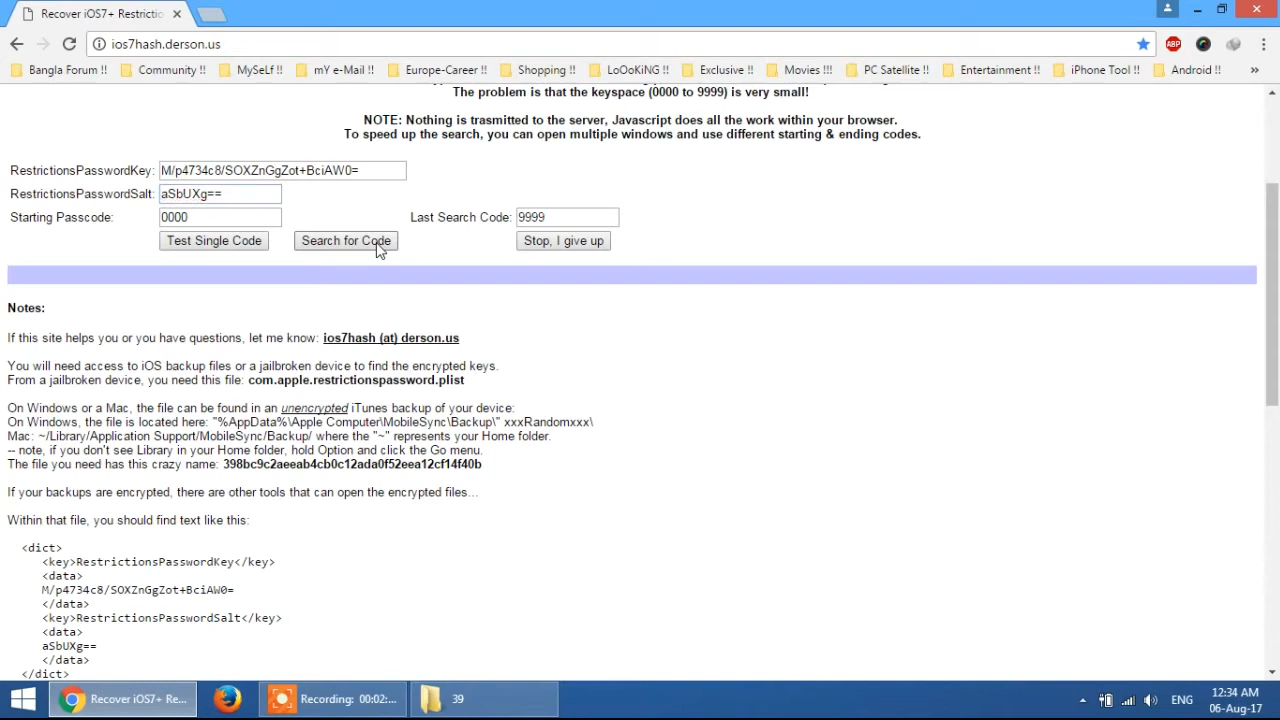 Recover iOS7+ Restrictio
ios7hash.derson.us
ABP
Bangla Forum !! Community !! MySeLf !! mY e-Mail !! Europe-Career !! Shopping !! LoOoKiNG !! Exclusive !! Movies !!! PC Satellite !! Entertainment !! iPhone Tool !! Android !! »
The problem is that the keyspace (0000 to 9999) is very small!
NOTE: Nothing is trasmitted to the server, Javascript does all the work within your browser.
To speed up the search, you can open multiple windows and use different starting & ending codes.
RestrictionsPasswordKey: M/p4734c8/SOXZnGgZot+BciAW0=
RestrictionsPasswordSalt: aSbUXg==
Starting Passcode: 0000 Last Search Code: 9999
Test Single Code Search for Code Stop, I give up
Notes:
If this site helps you or you have questions, let me know: ios7hash (at) derson.us
You will need access to iOS backup files or a jailbroken device to find the encrypted keys.
From a jailbroken device, you need this file: com.apple.restrictionspassword.plist
On Windows or a Mac, the file can be found in an unencrypted iTunes backup of your device:
On Windows, the file is located here: "%AppData%\Apple Computer\MobileSync\Backup\" xxxRandomxxx\
Mac: ~/Library/Application Support/MobileSync/Backup/ where the "~" represents your Home folder.
-- note, if you don't see Library in your Home folder, hold Option and click the Go menu.
The file you need has this crazy name: 398bc9c2aeeab4cb0c12ada0f52eea12cf14f40b
If your backups are encrypted, there are other tools that can open the encrypted files...
Within that file, you should find text like this:
<dict>
<key>RestrictionsPasswordKey</key>
<data>
M/p4734c8/SOXZnGgZot+BciAW0=
</data>
<key>RestrictionsPasswordSalt</key>
<data>
aSbUXg==
</data>
</dict>
Recover iOS7+ Re... Recording: 00:02:... 39 ENG 12:34 AM
06-Aug-17